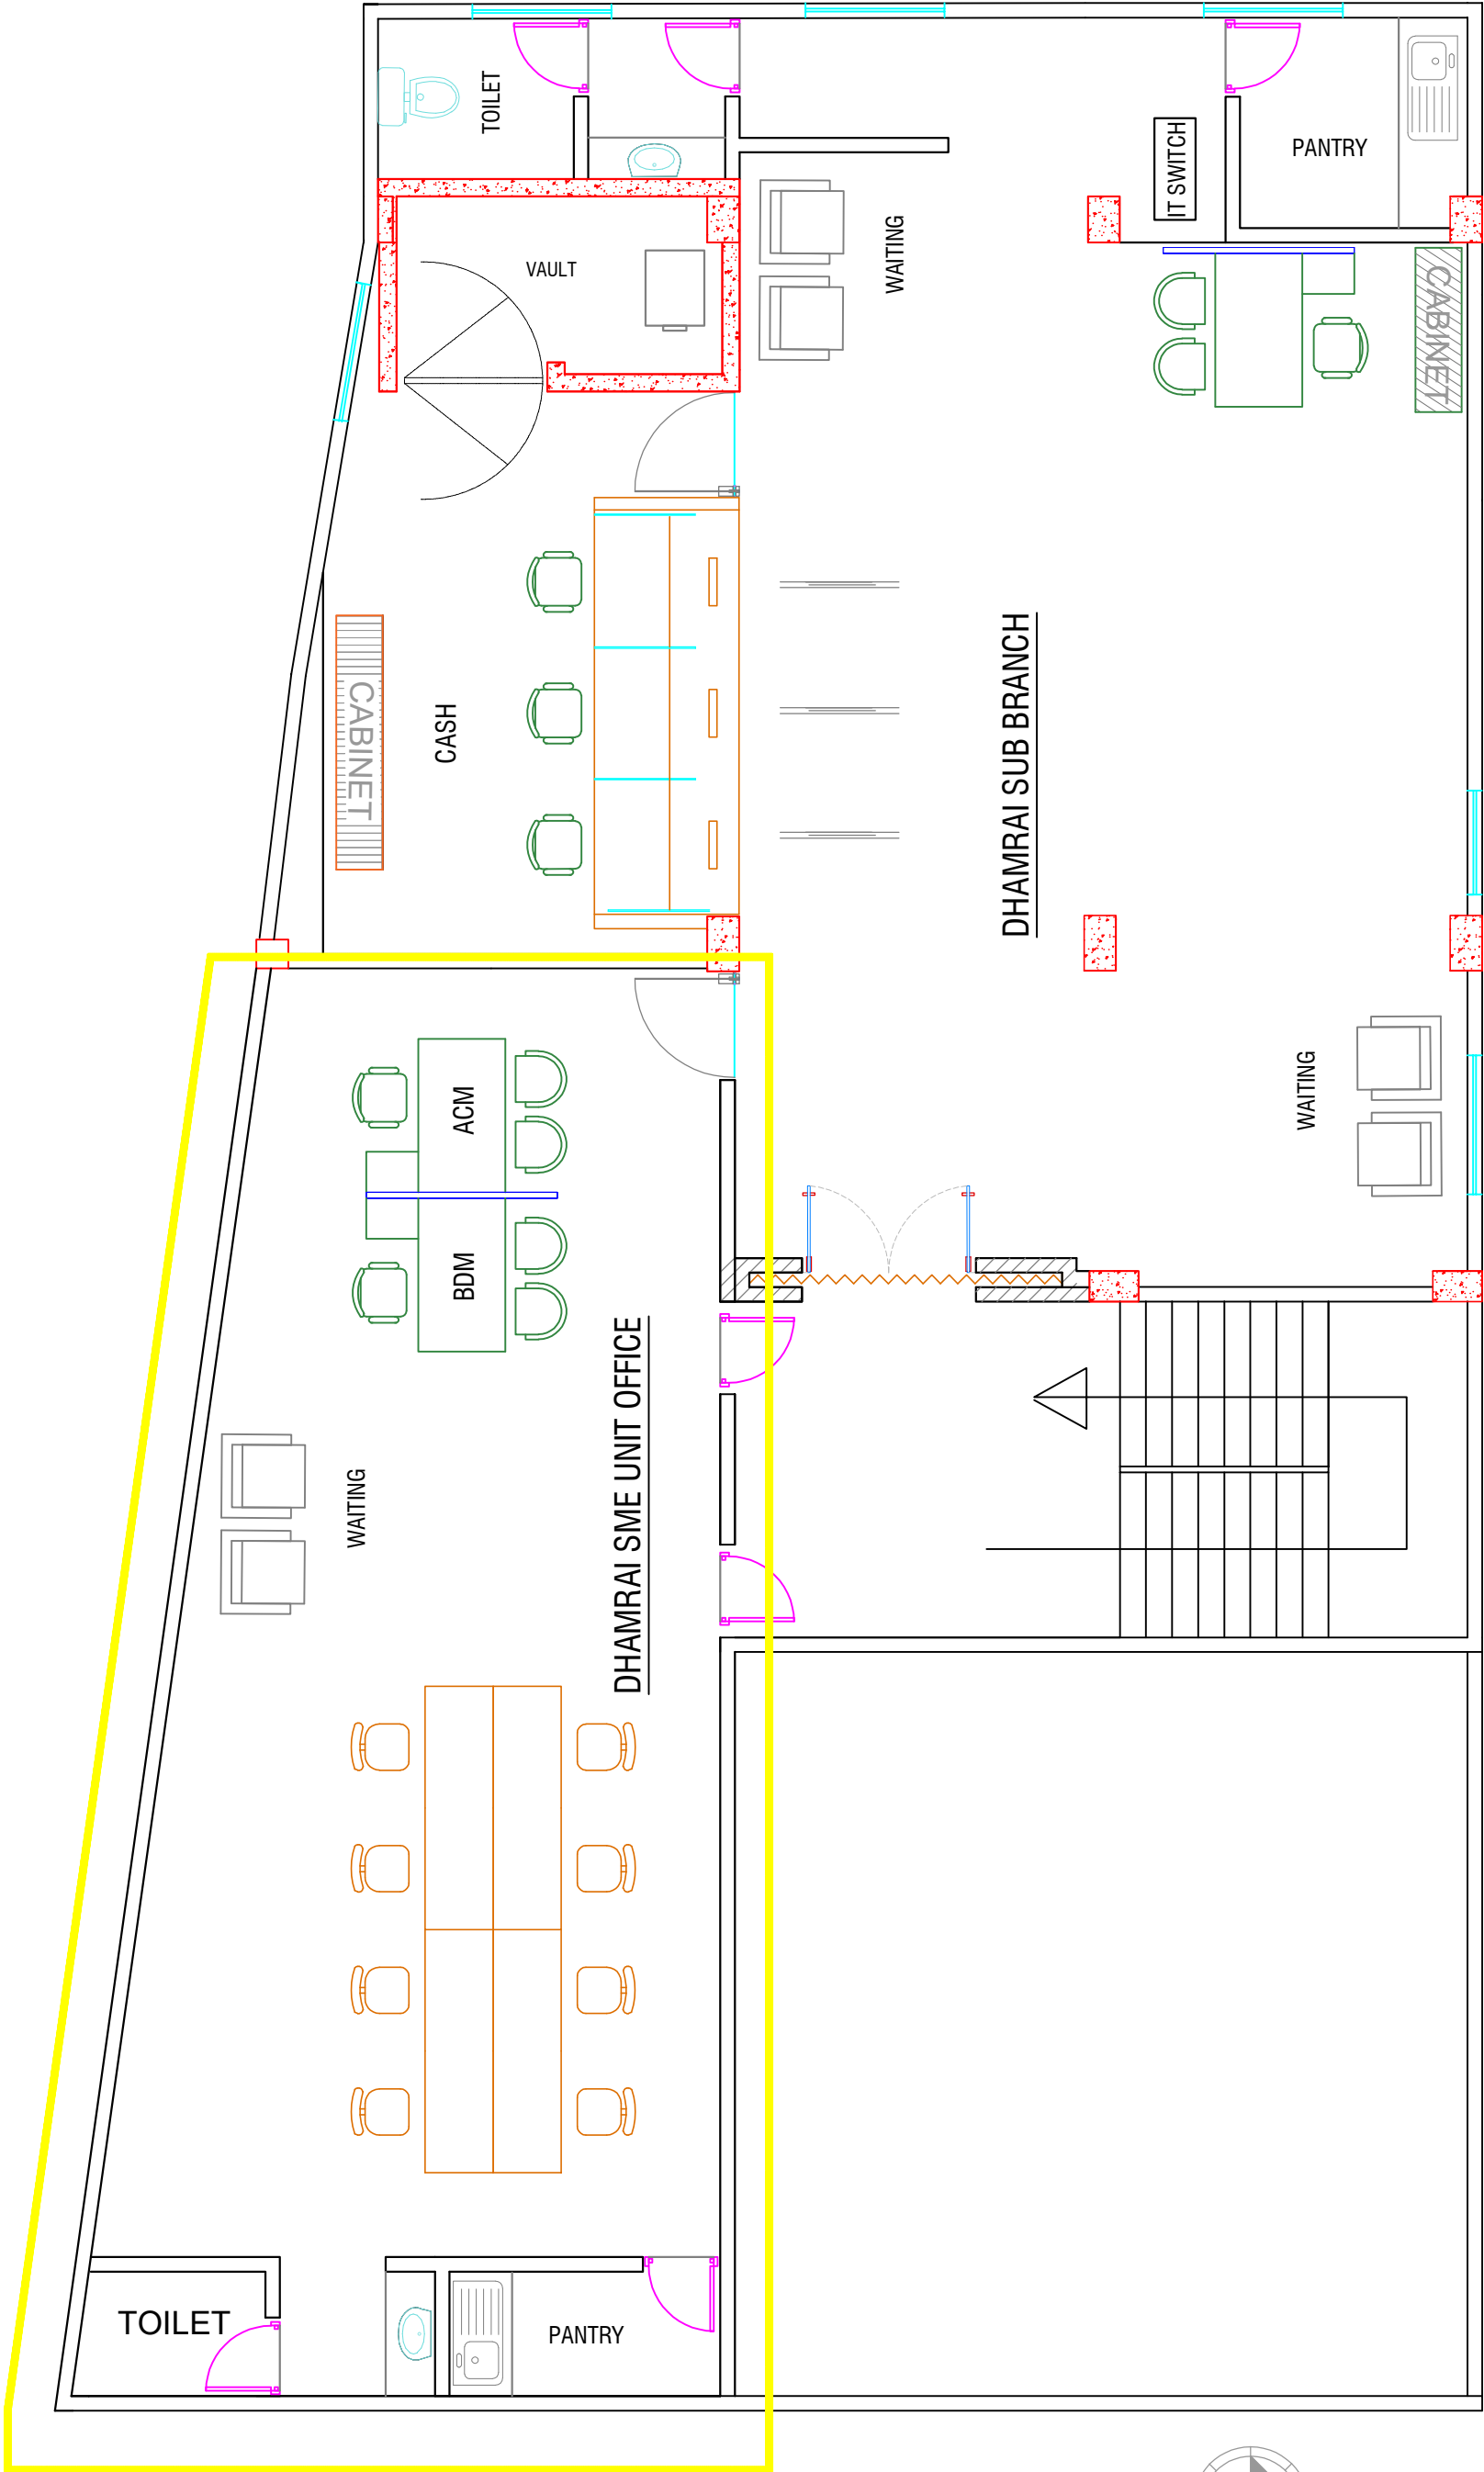 TOILET
IT SWITCH
PANTRY
WAITING
VAULT
CABINET
DHAMRAI SUB BRANCH
CABINET
CASH
WAITING
ACM
BDM
DHAMRAI SME UNIT OFFICE
WAITING
TOILET
PANTRY